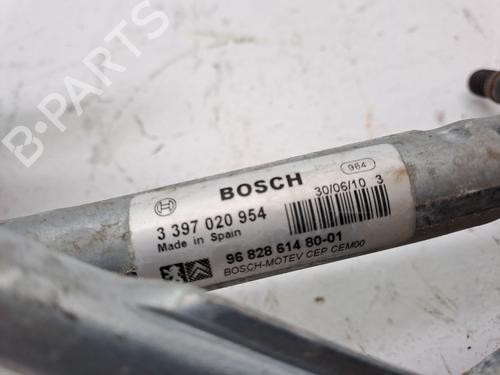 B-PARTS
964
BOSCH
30/06/10 3
3 397 020 954
Made in Spain
96 828 614 80-01
BOSCH-MOTEV CEP CEM00